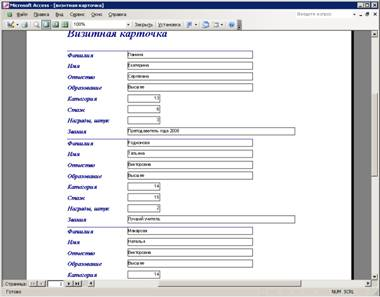 Microsoft Access - [визитная карточка]
Файл Правка Вид Сервис Окно Справка
Введите вопрос
100% Закрыть Установка
Визитная карточка
Фамилия Панина
Имя Екатерина
Отчество Сергеевна
Образование Высшее
Категория 13
Стаж 6
Награды, штук 3
Звания Преподаватель года 2008
Фамилия Родионова
Имя Татьяна
Отчество Викторовна
Образование Высшее
Категория 14
Стаж 15
Награды, штук 2
Звания Лучший учитель
Фамилия Макарова
Имя Наталья
Отчество Викторовна
Образование Высшее
Категория 14
Страница: 1
Готово NUM SCRL